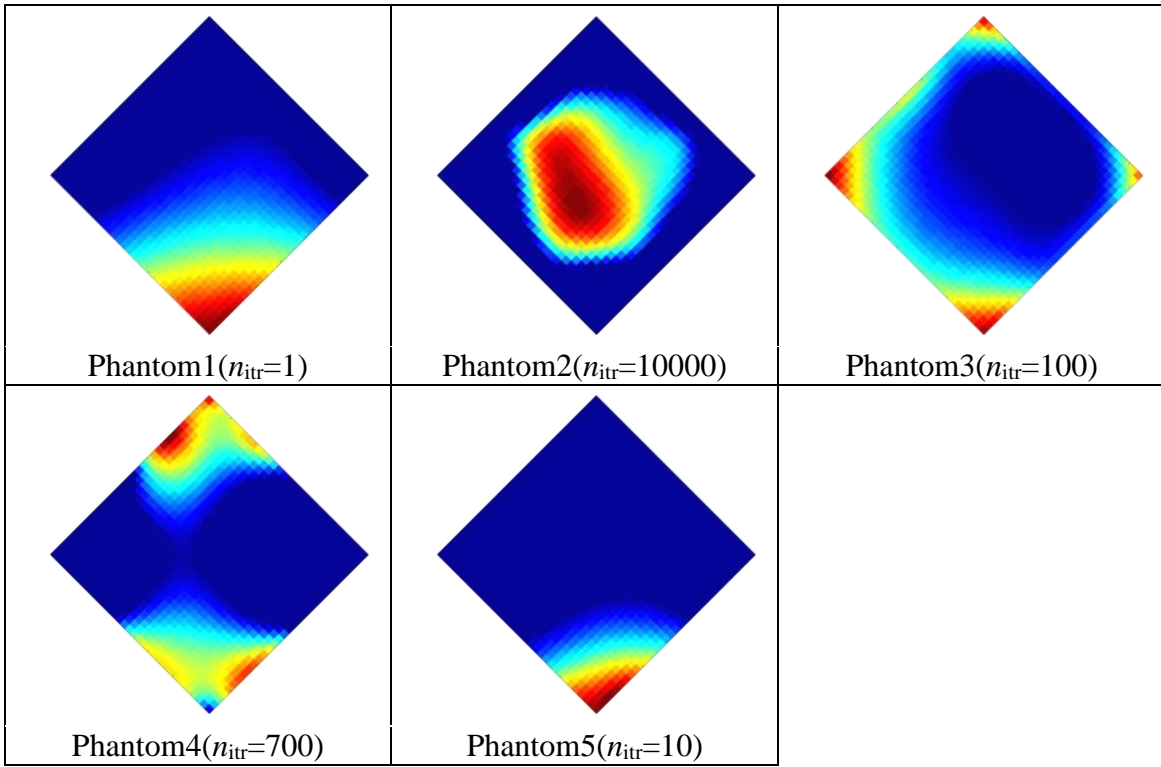 Phantom1(nitr=1)
Phantom2(nitr=10000)
Phantom3(nitr=100)
Phantom4(nitr=700)
Phantom5(nitr=10)